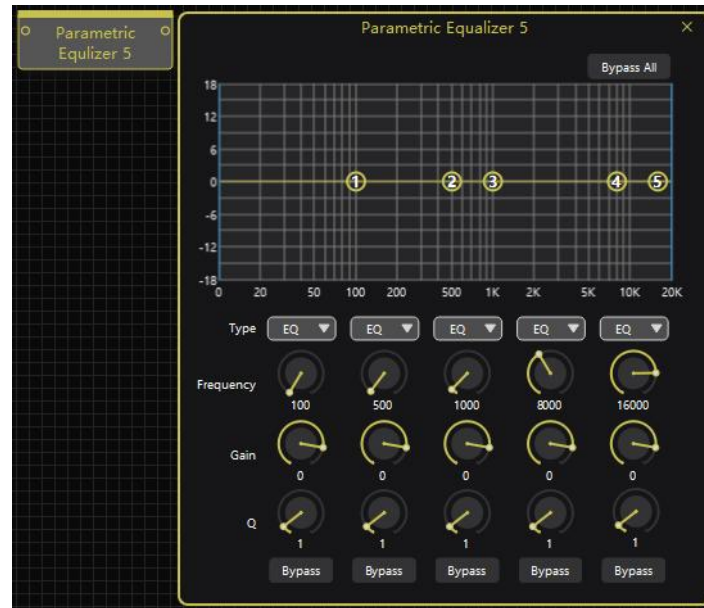 Parametric
Equlizer 5
Parametric Equalizer 5 ×
Bypass All
18
12
6
0
-6
-12
-18
0 20 50 100 200 500 1K 2K 5K 10K 20K
1 2 3 4 5
Type EQ EQ EQ EQ EQ
Frequency
100 500 1000 8000 16000
Gain
0 0 0 0 0
Q
1 1 1 1 1
Bypass Bypass Bypass Bypass Bypass